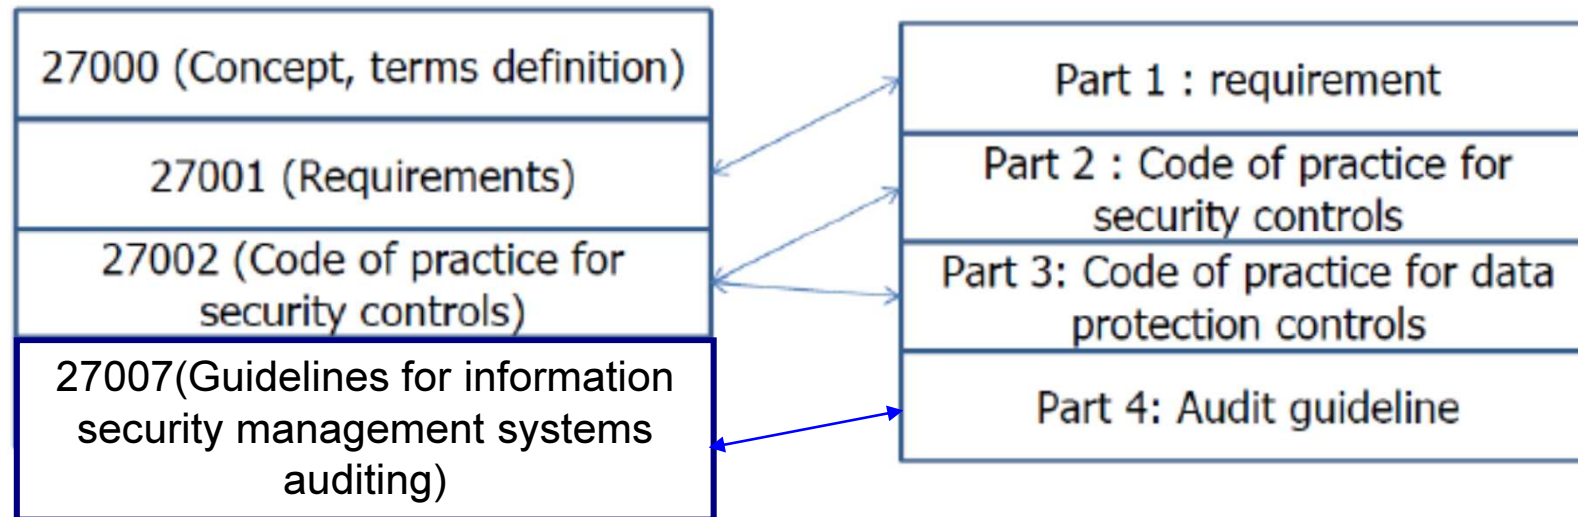 27000 (Concept, terms definition)
27001 (Requirements)
27002 (Code of practice for
security controls)
27007(Guidelines for information
security management systems
auditing)
Part 1 : requirement
Part 2 : Code of practice for
security controls
Part 3: Code of practice for data
protection controls
Part 4: Audit guideline